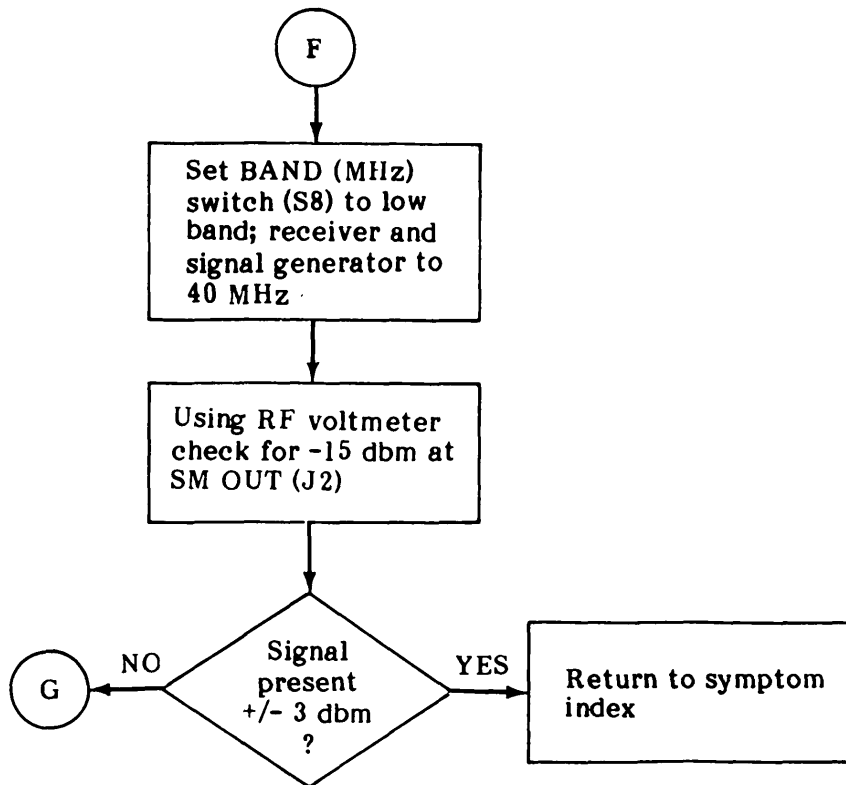 F
Set BAND (MHz)
switch (S8) to low
band; receiver and
signal generator to
40 MHz
Using RF voltmeter
check for -15 dbm at
SM OUT (J2)
Signal
present
+/- 3 dbm
?
NO
G
YES
Return to symptom
index